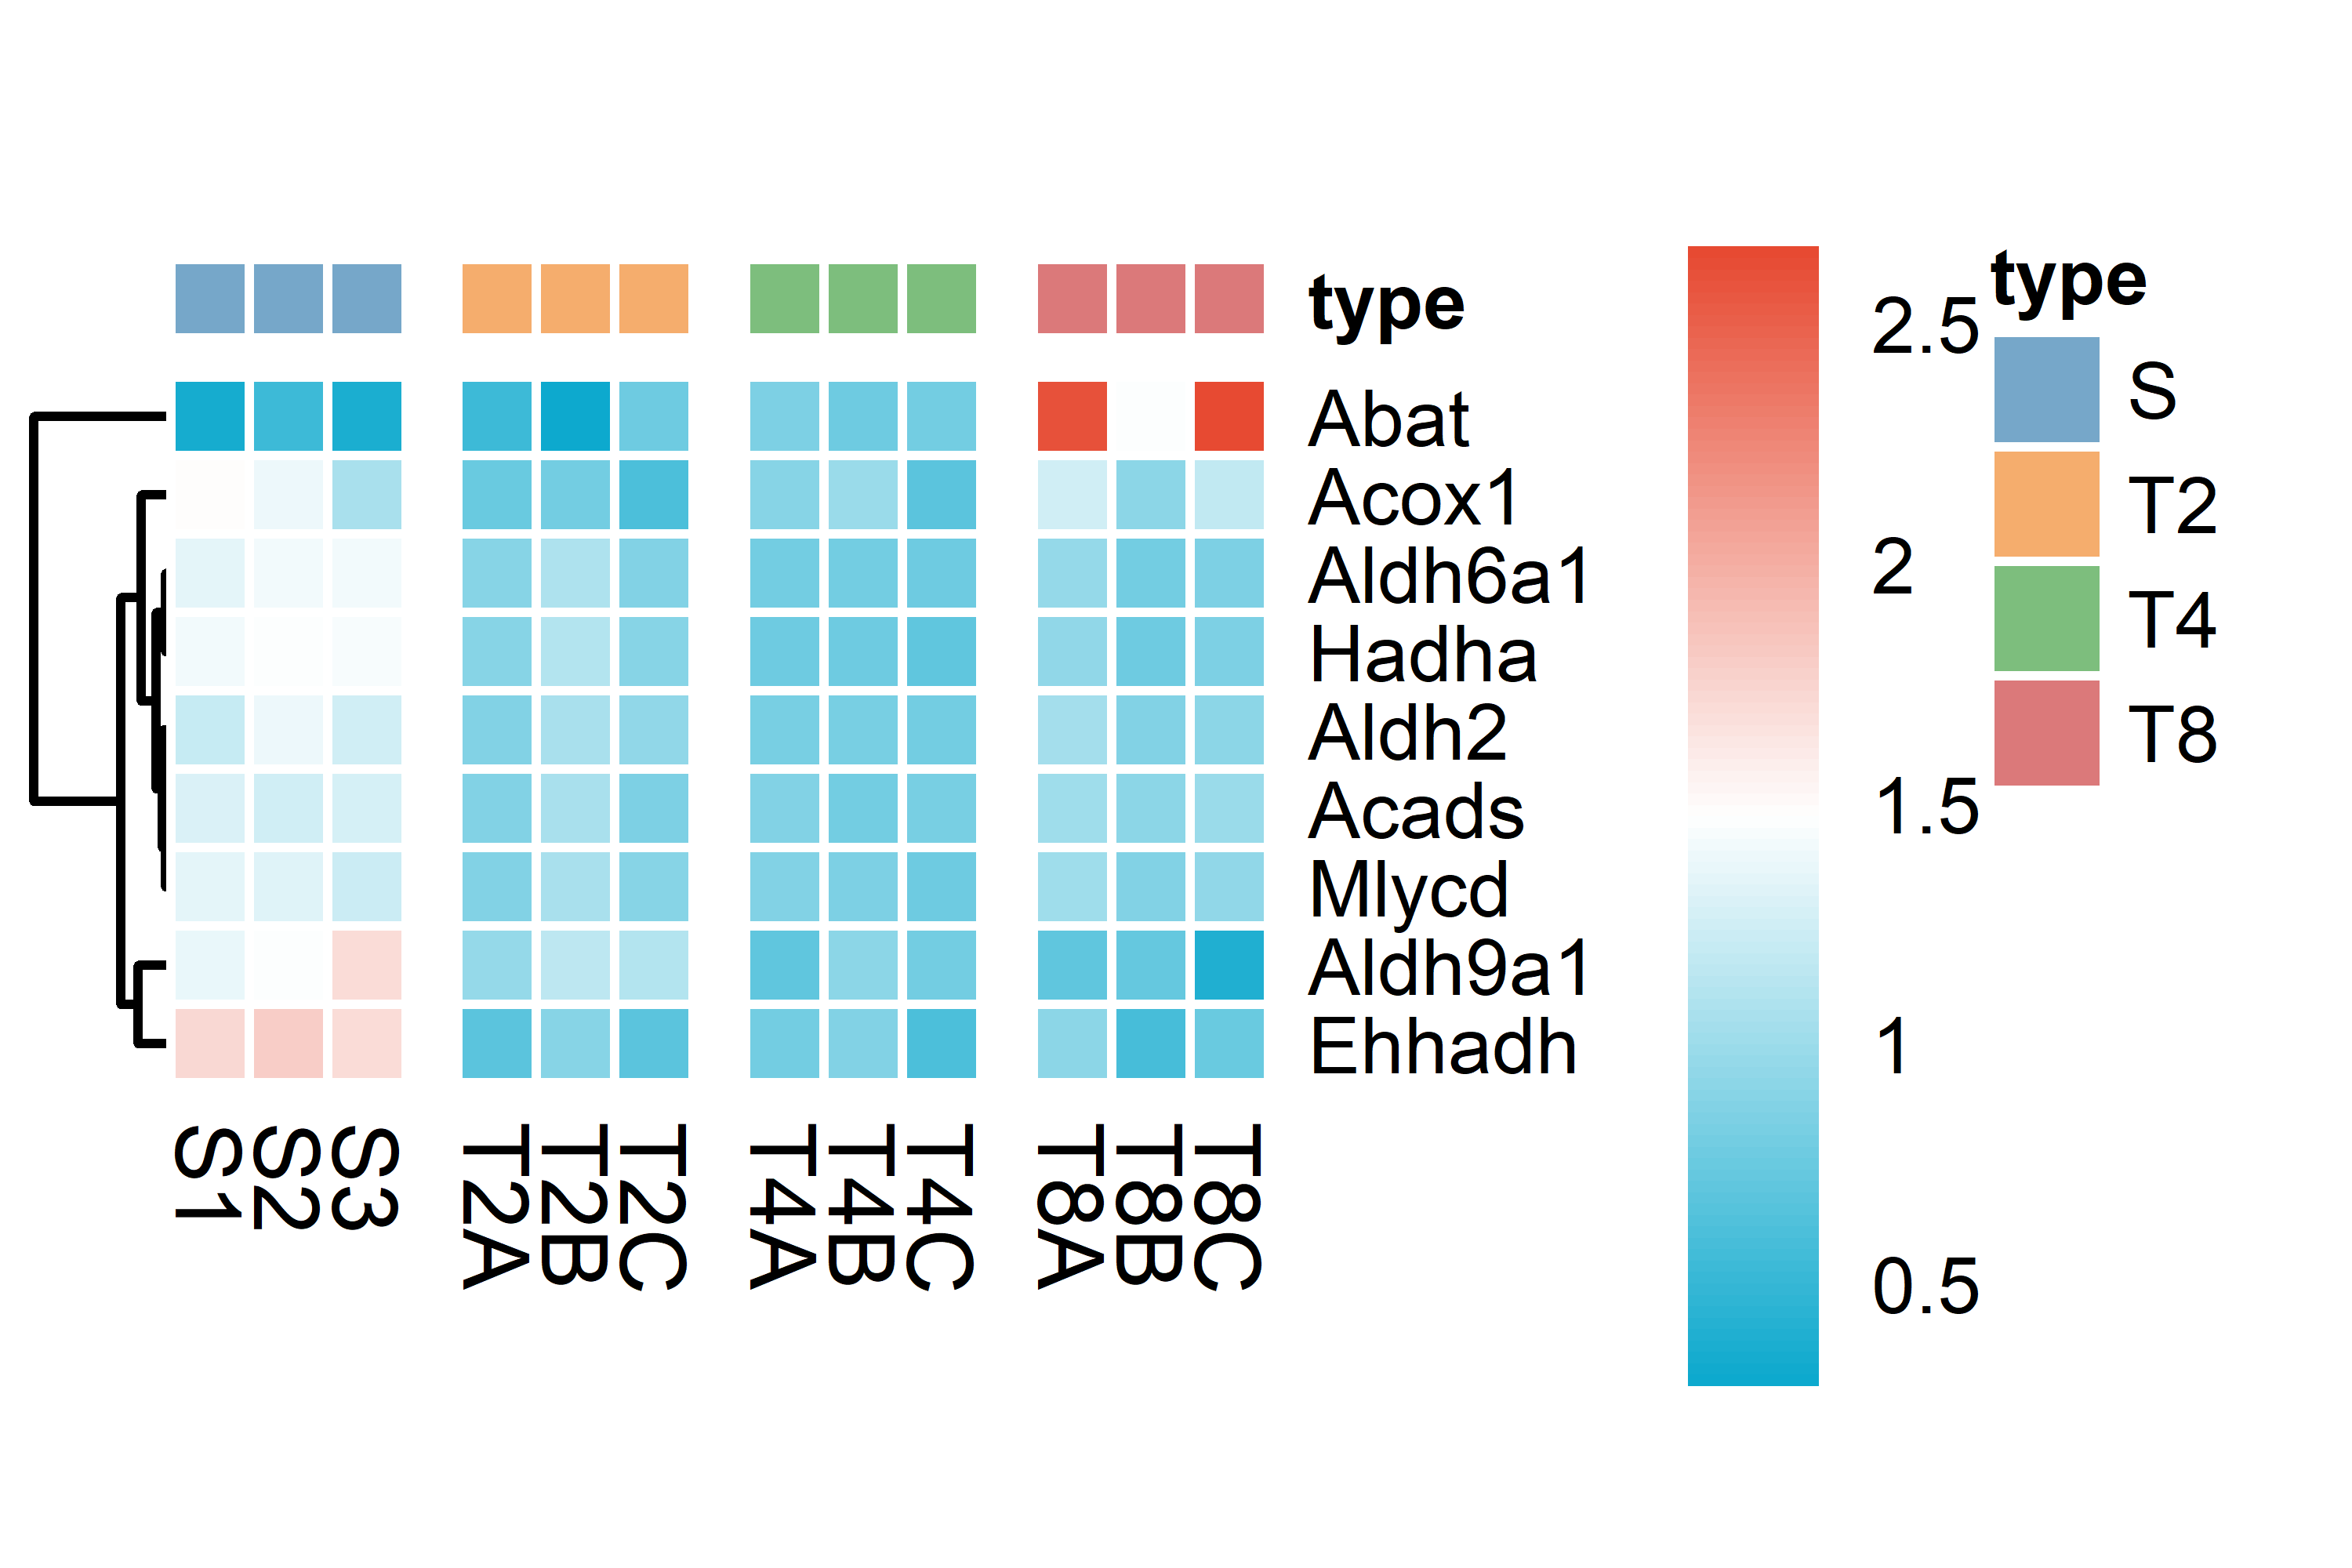 type
Abat
Acox1
Aldh6a1
Hadha
Aldh2
Acads
Mlycd
Aldh9a1
Ehhadh
S1
S2
S3
T2A
T2B
T2C
T4A
T4B
T4C
T8A
T8B
T8C
2.5
2
1.5
1
0.5
type
S
T2
T4
T8